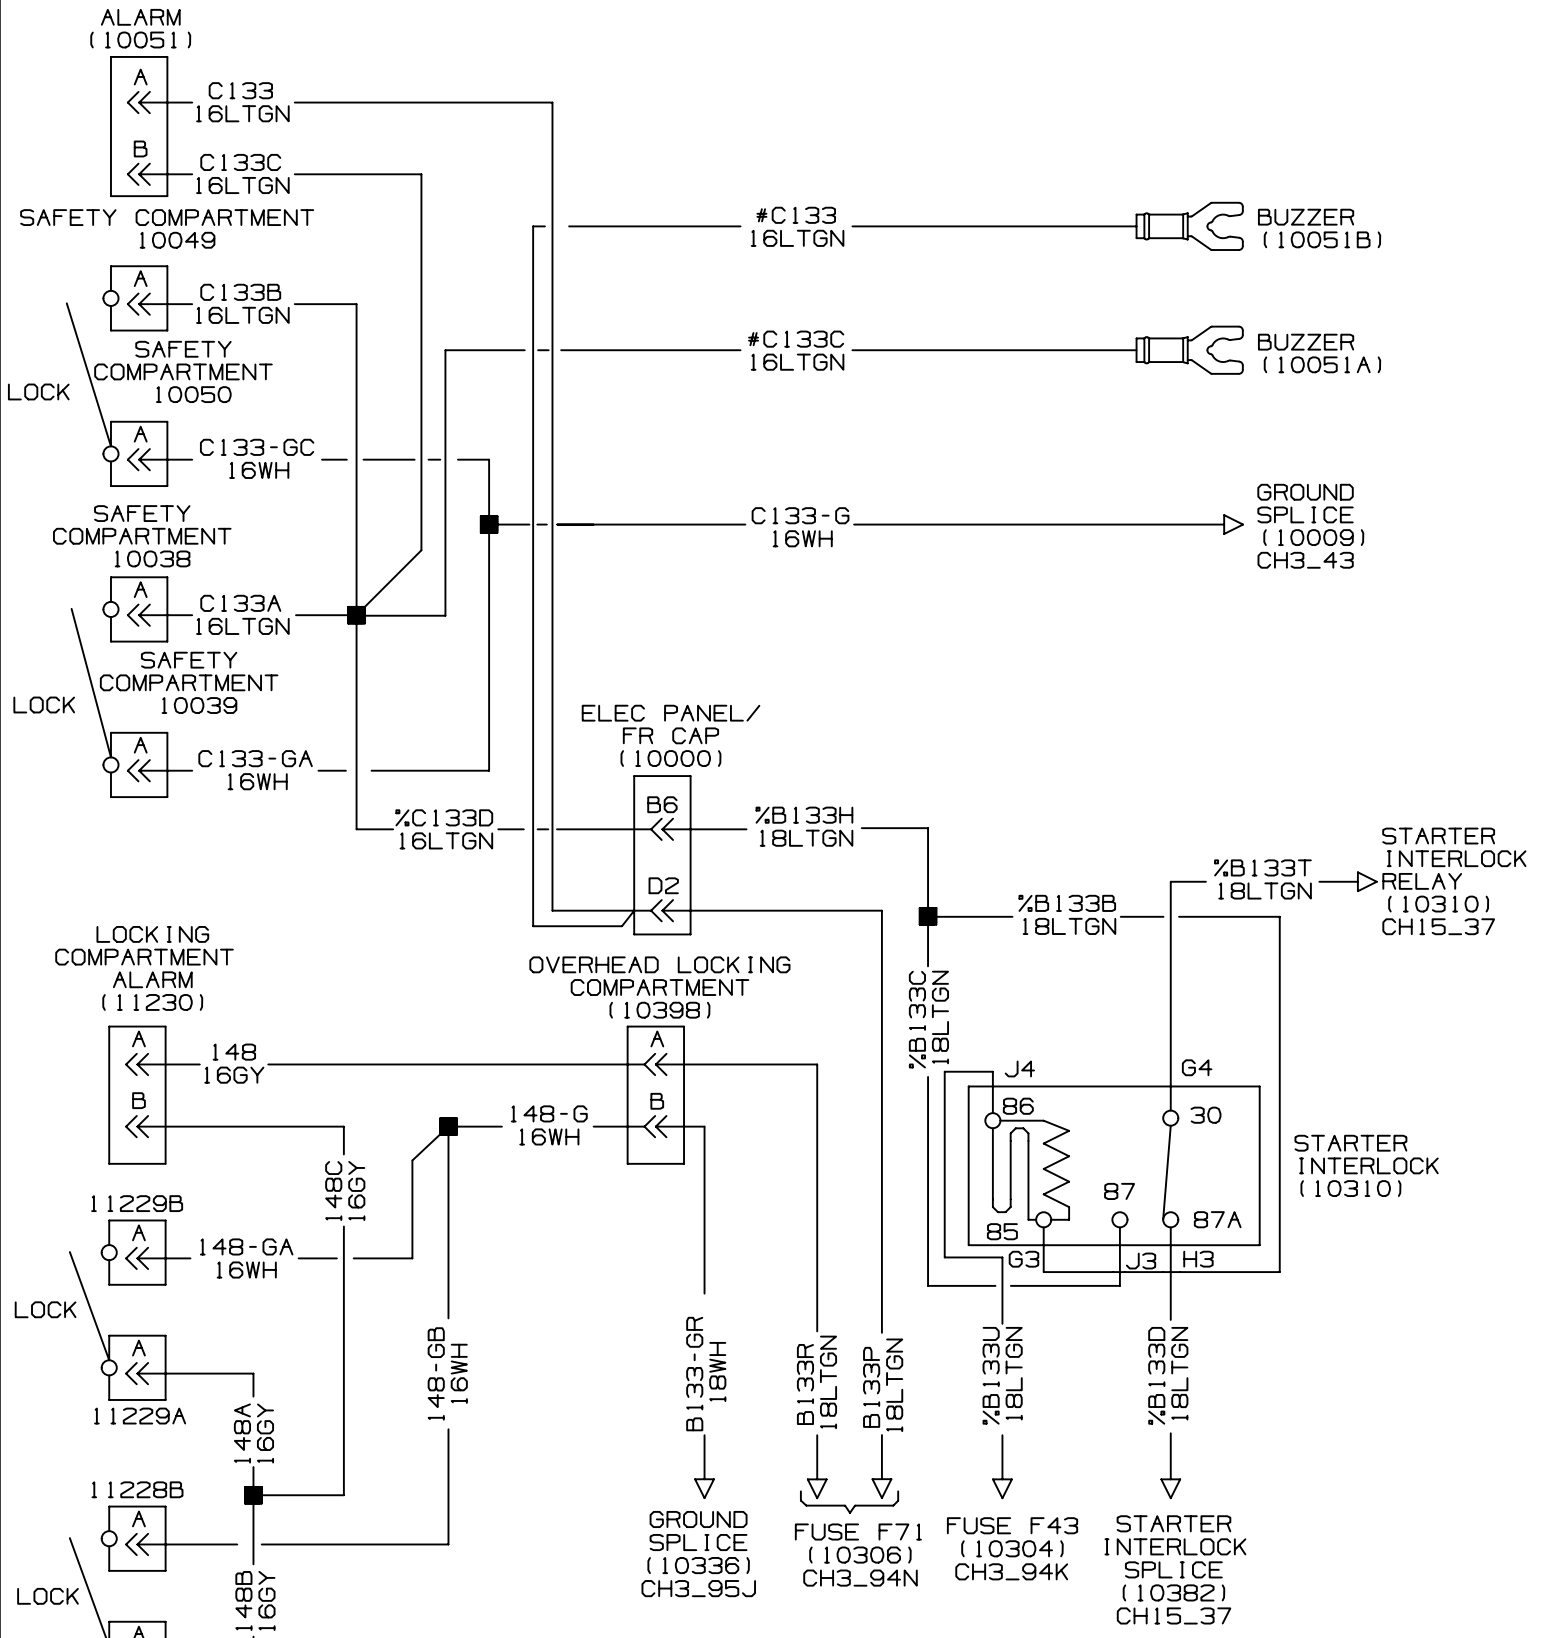 ALARM
(10051)
A
C133
16LTGN
B
C133C
16LTGN
SAFETY COMPARTMENT
10049
A
C133B
16LTGN
SAFETY
COMPARTMENT
10050
LOCK
A
C133-GC
16WH
SAFETY
COMPARTMENT
10038
A
C133A
16LTGN
SAFETY
COMPARTMENT
10039
LOCK
A
C133-GA
16WH
#C133
16LTGN
BUZZER
(10051B)
#C133C
16LTGN
BUZZER
(10051A)
C133-G
16WH
GROUND
SPLICE
(10009)
CH3_43
ELEC PANEL/
FR CAP
(10000)
B6
D2
%C133D
16LTGN
%B133H
18LTGN
%B133B
18LTGN
%B133T
18LTGN
STARTER
INTERLOCK
RELAY
(10310)
CH15_37
%B133C
18LTGN
LOCKING
COMPARTMENT
ALARM
(11230)
A
148
16GY
B
148C
16GY
OVERHEAD LOCKING
COMPARTMENT
(10398)
A
B
148-G
16WH
11229B
A
148-GA
16WH
LOCK
A
11229A
148A
16GY
148-GB
16WH
11228B
A
LOCK
148B
16GY
A
J4
G4
86
30
87
85
87A
G3
J3
H3
STARTER
INTERLOCK
(10310)
B133-GR
18WH
B133R
18LTGN
B133P
18LTGN
%B133U
18LTGN
%B133D
18LTGN
GROUND
SPLICE
(10336)
CH3_95J
FUSE F71
(10306)
CH3_94N
FUSE F43
(10304)
CH3_94K
STARTER
INTERLOCK
SPLICE
(10382)
CH15_37